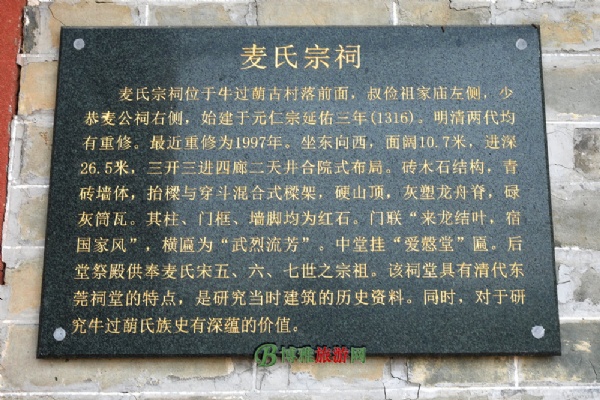 麦氏宗祠
麦氏宗祠位于牛过蓢古村落前面，叔俭祖家庙左侧，少
恭麦公祠右侧，始建于元仁宗延佑三年(1316)。明清两代均
有重修。最近重修为1997年。坐东向西，面阔10.7米，进深
26.5米，三开三进四廊二天井合院式布局。砖木石结构，青
砖墙体，抬樑与穿斗混合式樑架，硬山顶，灰塑龙舟脊，碌
灰筒瓦。其柱、门框、墙脚均为红石。门联“来龙结叶，宿
国家风”，横匾为“武烈流芳”。中堂挂“爱慤堂”匾。后
堂祭殿供奉麦氏宋五、六、七世之宗祖。该祠堂具有清代东
莞祠堂的特点，是研究当时建筑的历史资料。同时，对于研
究牛过蓢氏族史有深蕴的价值。
博雅旅游网